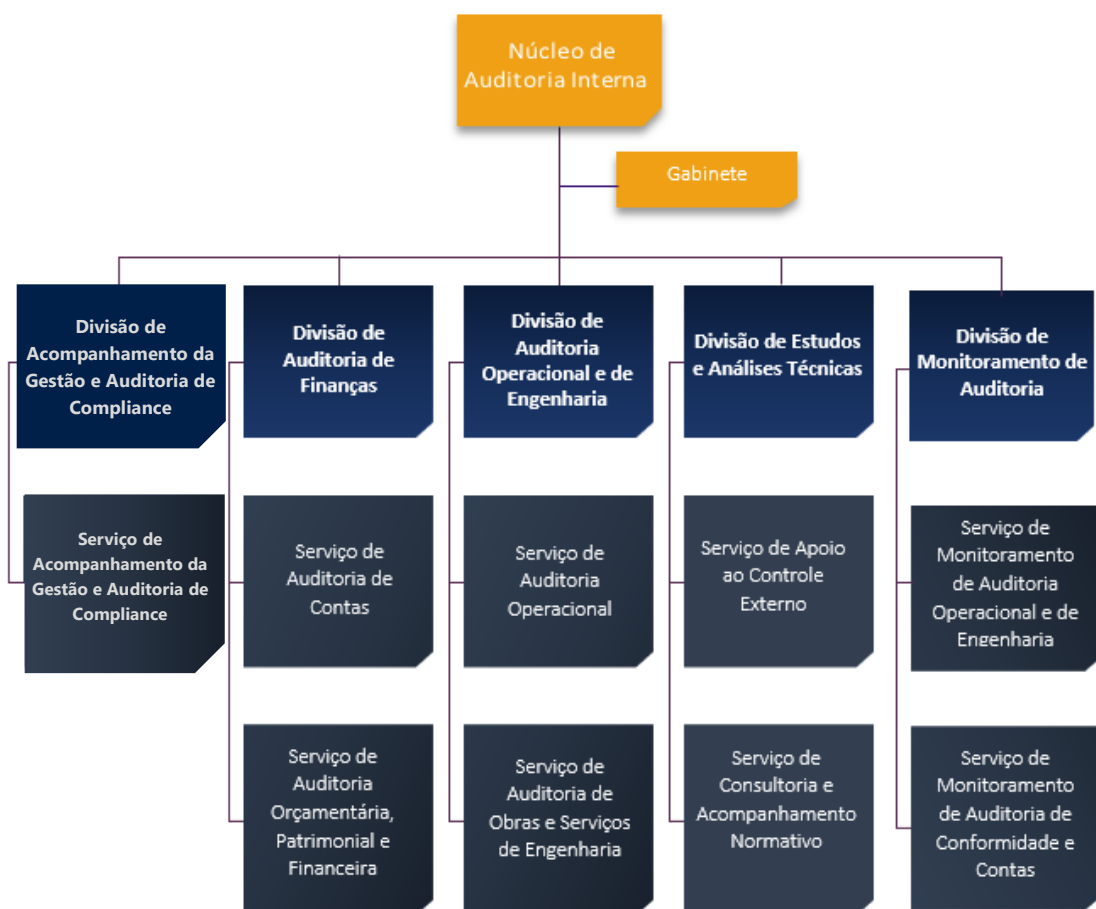 Núcleo de
Auditoria Interna
Gabinete
Divisão de
Acompanhamento da
Gestão e Auditoria de
Compliance
Divisão de
Auditoria de
Finanças
Divisão de
Auditoria
Operacional e de
Engenharia
Divisão de Estudos
e Análises Técnicas
Divisão de
Monitoramento de
Auditoria
Serviço de
Acompanhamento da
Gestão e Auditoria de
Compliance
Serviço de
Auditoria de
Contas
Serviço de
Auditoria
Operacional
Serviço de Apoio
ao Controle
Externo
Serviço de
Monitoramento
de Auditoria
Operacional e de
Engenharia
Serviço de
Auditoria
Orçamentária,
Patrimonial e
Financeira
Serviço de
Auditoria de
Obras e Serviços
de Engenharia
Serviço de
Consultoria e
Acompanhamento
Normativo
Serviço de
Monitoramento
de Auditoria de
Conformidade e
Contas